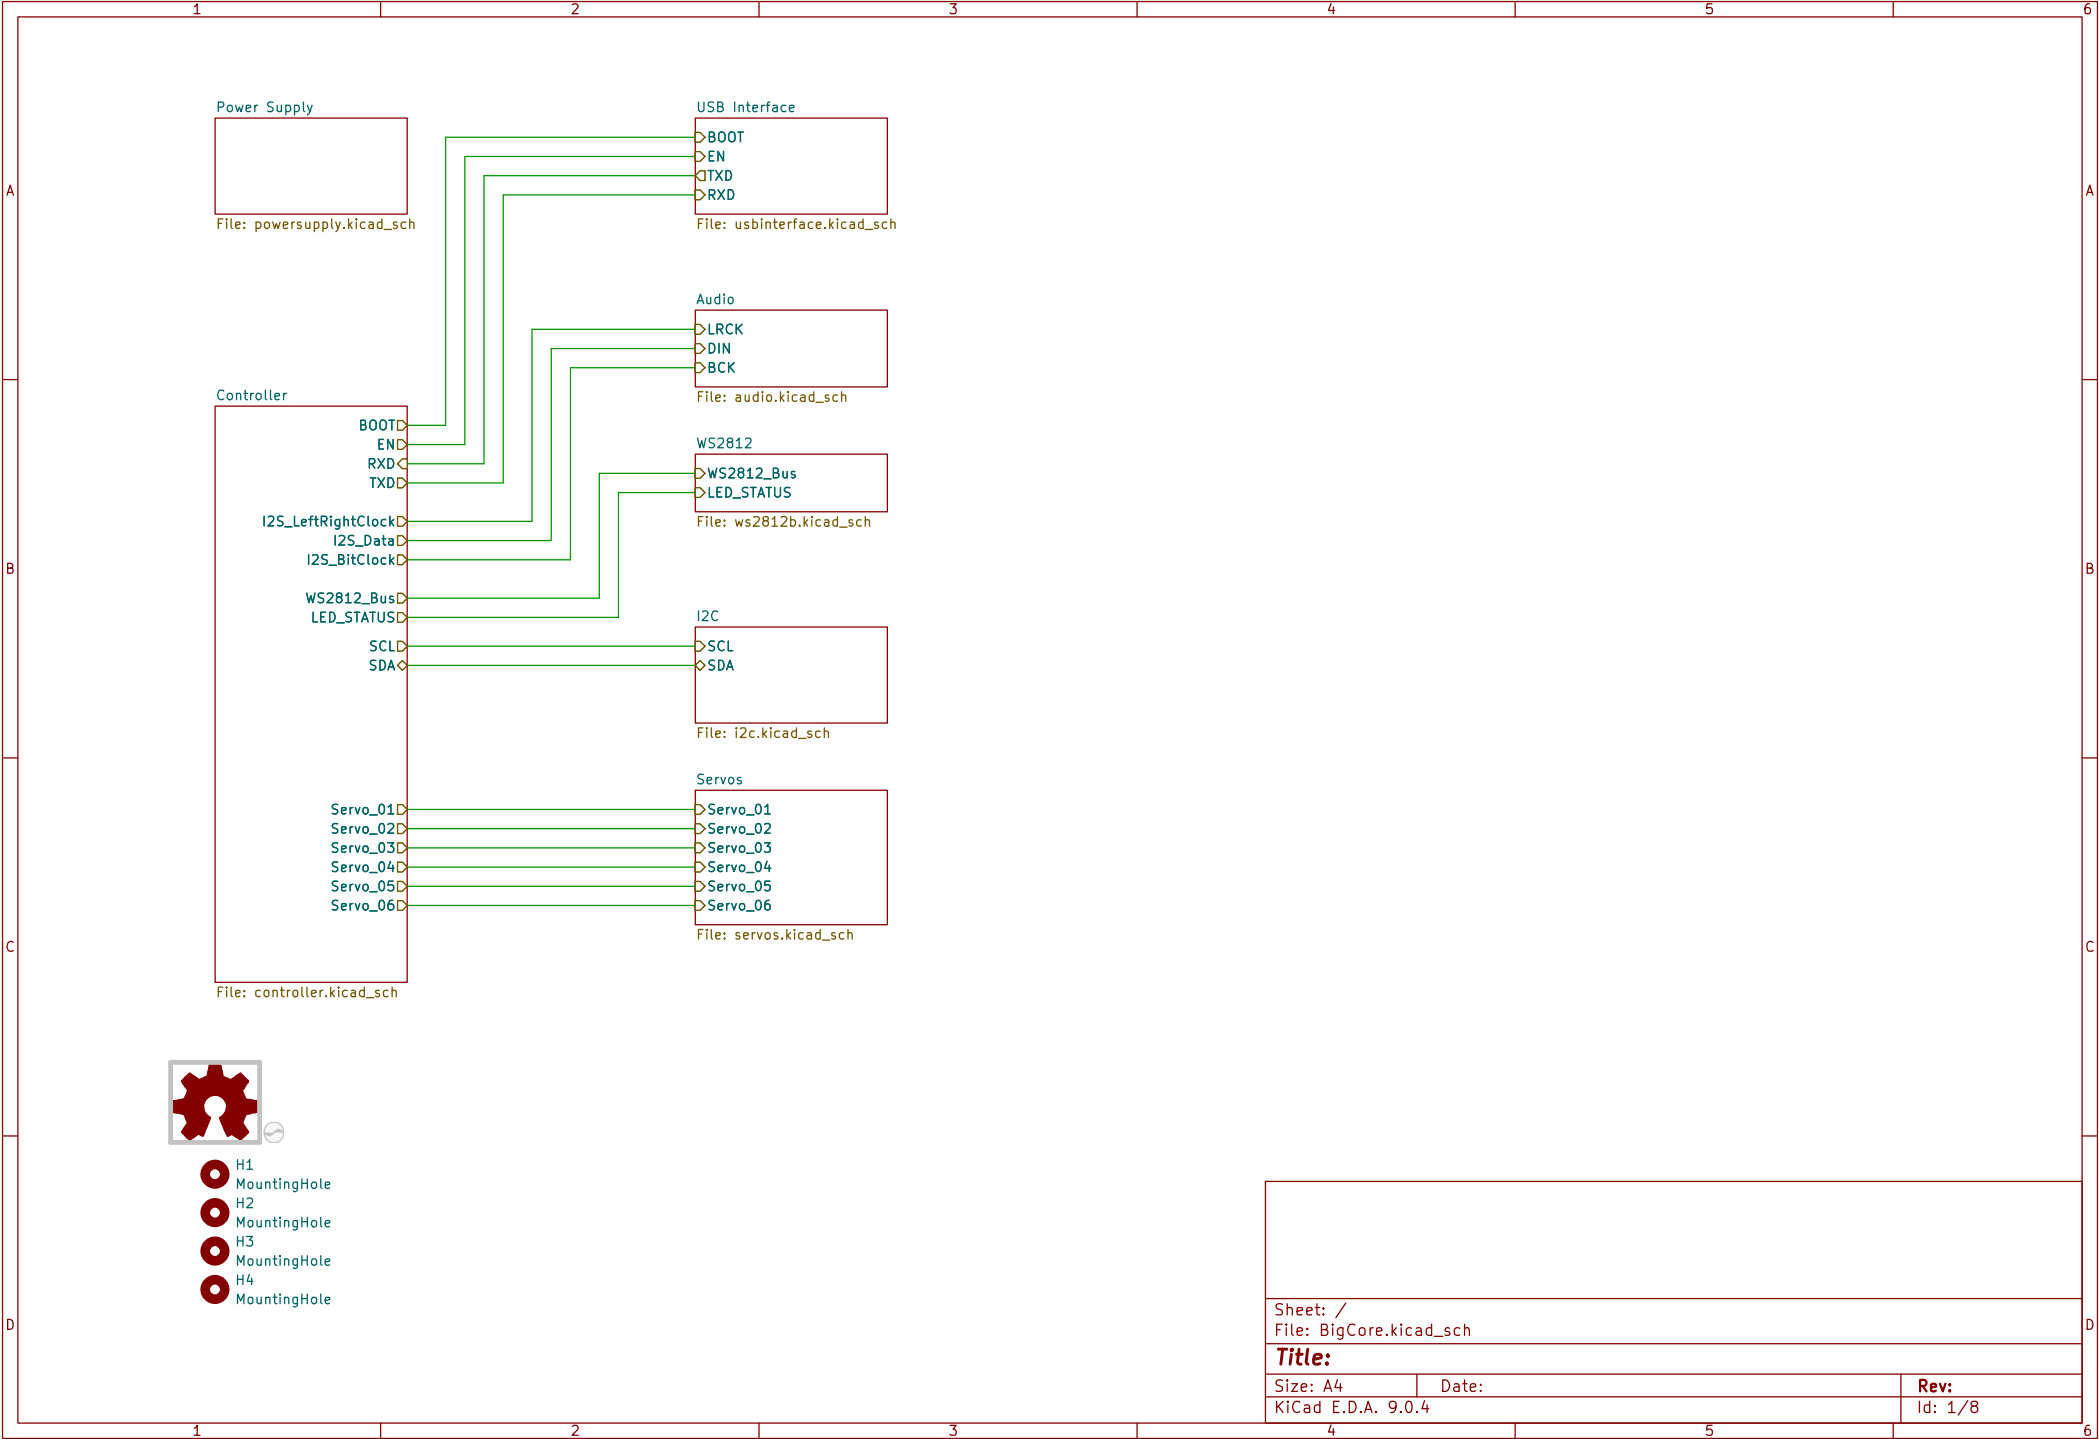 1 2 3 4 5 6
A
B
C
D
Power Supply
File: powersupply.kicad_sch
USB Interface
BOOT
EN
TXD
RXD
File: usbinterface.kicad_sch
Audio
LRCK
DIN
BCK
File: audio.kicad_sch
Controller
BOOT
EN
RXD
TXD
I2S_LeftRightClock
I2S_Data
I2S_BitClock
WS2812_Bus
LED_STATUS
SCL
SDA
Servo_01
Servo_02
Servo_03
Servo_04
Servo_05
Servo_06
File: controller.kicad_sch
WS2812
WS2812_Bus
LED_STATUS
File: ws2812b.kicad_sch
I2C
SCL
SDA
File: i2c.kicad_sch
Servos
Servo_01
Servo_02
Servo_03
Servo_04
Servo_05
Servo_06
File: servos.kicad_sch
H1
MountingHole
H2
MountingHole
H3
MountingHole
H4
MountingHole
Sheet: /
File: BigCore.kicad_sch
Title:
Size: A4 Date: Rev:
KiCad E.D.A. 9.0.4 Id: 1/8
A
B
C
D
1 2 3 4 5 6